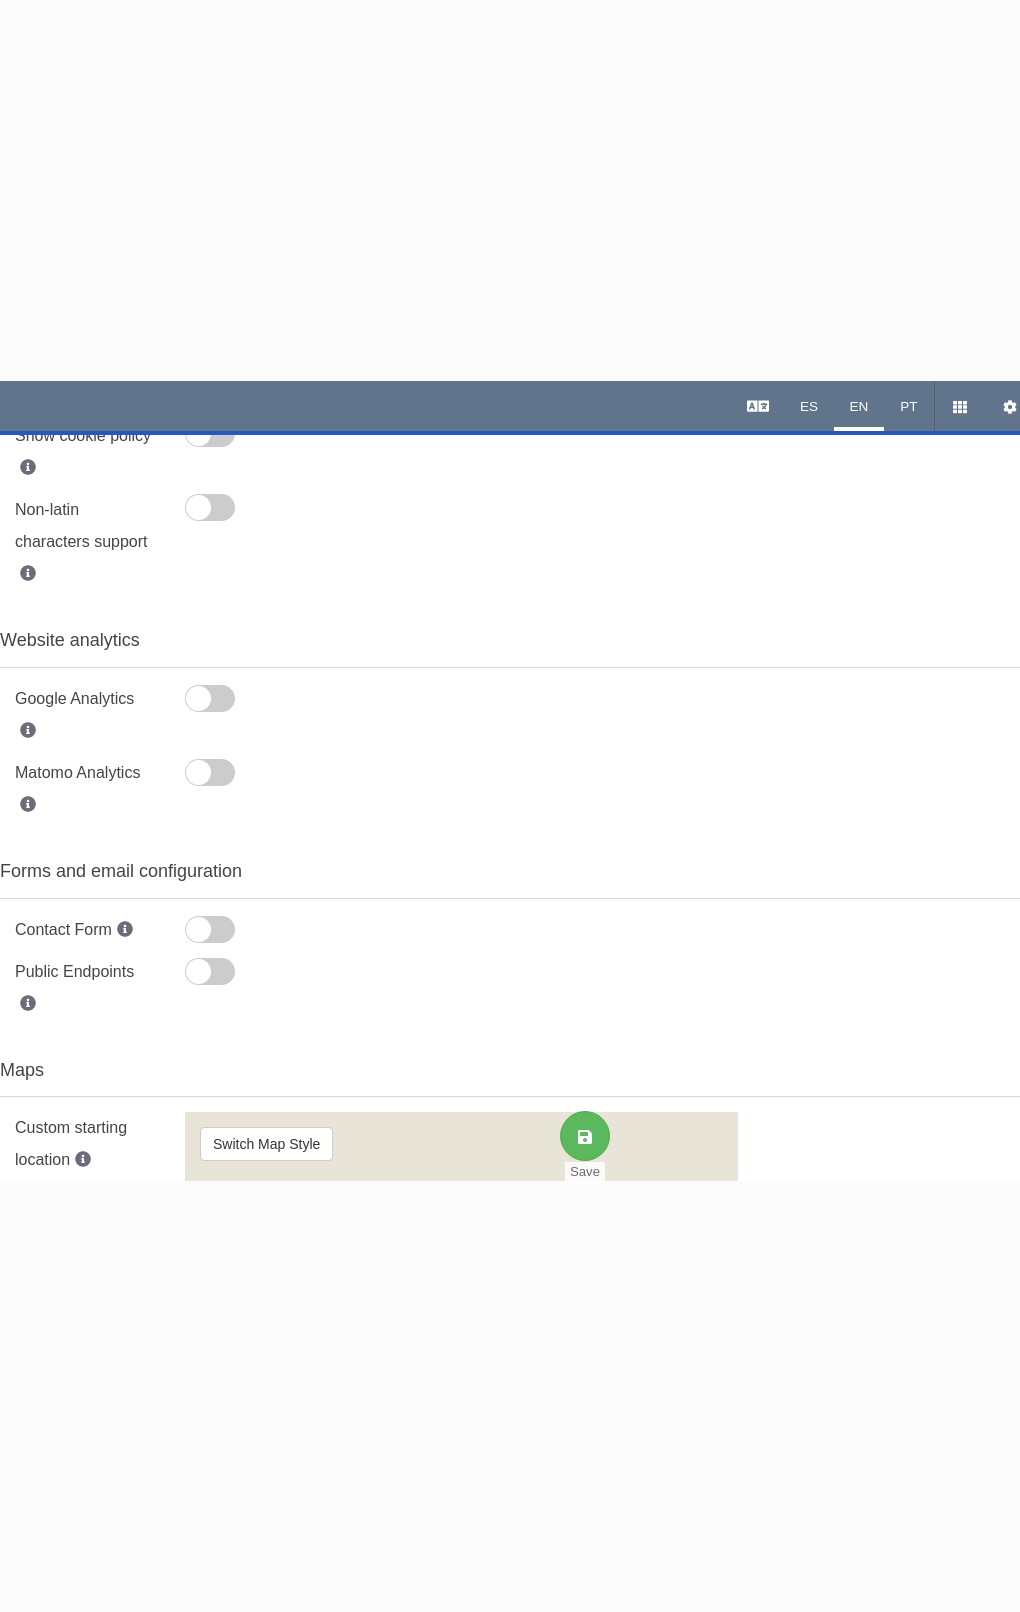 ES EN PT
Show cookie policy
Non-latin
characters support
Website analytics
Google Analytics
Matomo Analytics
Forms and email configuration
Contact Form
Public Endpoints
Maps
Custom starting
location
Switch Map Style
Save